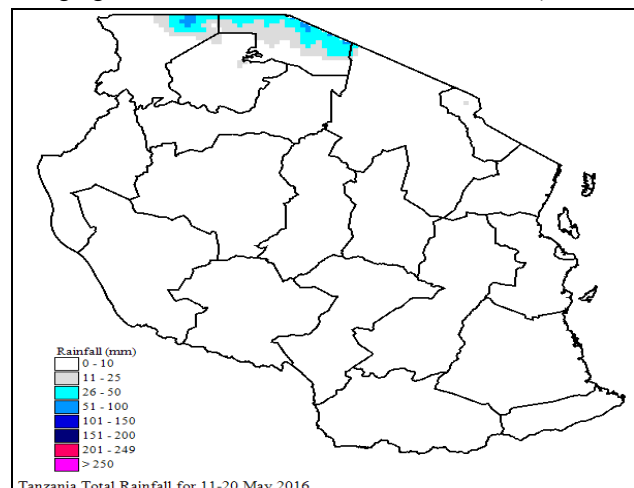 Rainfall (mm)
0 - 10
11 - 25
26 - 50
51 - 100
101 - 150
151 - 200
201 - 249
> 250
Tanzania Total Rainfall for 11-20 May 2016